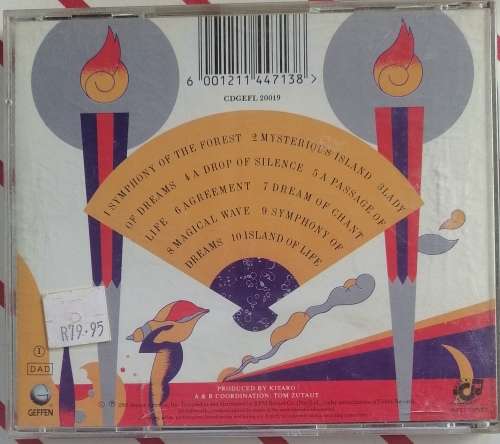 6 001211 447138 >
CDGEFL 20019
1 SYMPHONY OF THE FOREST 2 MYSTERIOUS ISLAND 3 LADY
OF DREAMS 4 A DROP OF SILENCE 5 A PASSAGE OF
LIFE 6 AGREEMENT 7 DREAM OF CHANT
8 MAGICAL WAVE 9 SYMPHONY OF
DREAMS 10 ISLAND OF LIFE
R79.95
1
DAD
GEFFEN
PRODUCED BY KITARO
A & R COORDINATION: TOM ZUTAUT